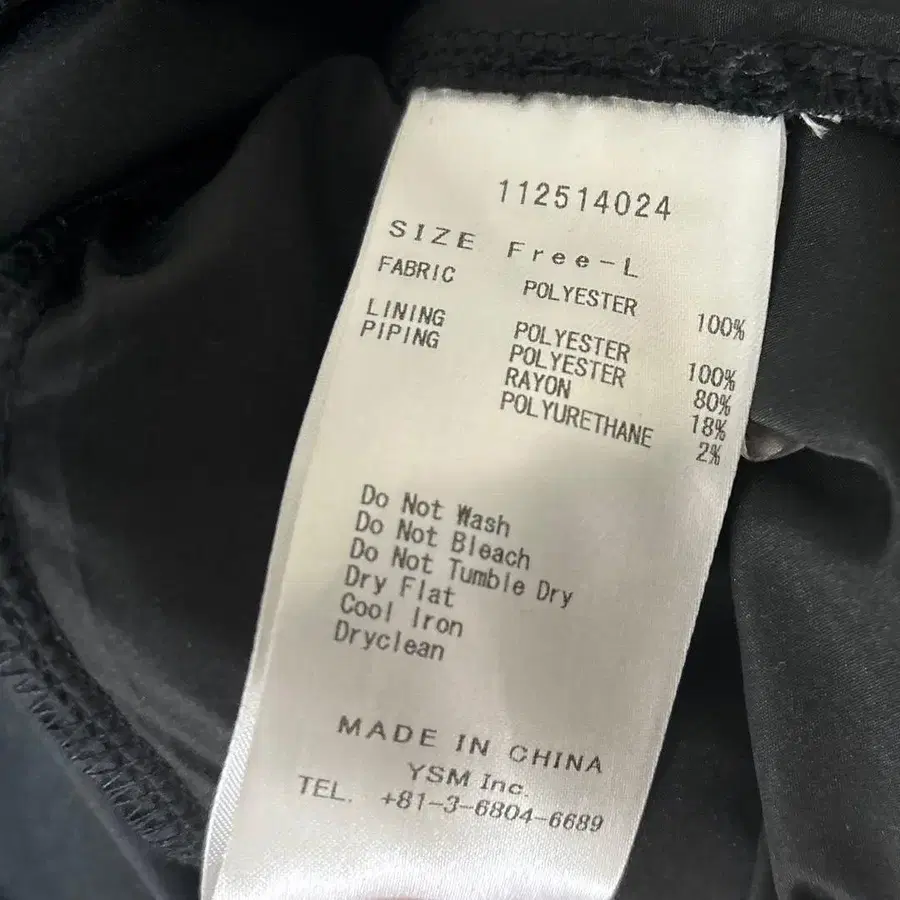 112514024
SIZE Free-L
FABRIC POLYESTER 100%
LINING POLYESTER 100%
PIPING POLYESTER 80%
RAYON 18%
POLYURETHANE 2%
Do Not Wash
Do Not Bleach
Do Not Tumble Dry
Dry Flat
Cool Iron
Dryclean
MADE IN CHINA
YSM Inc.
TEL. +81-3-6804-6689